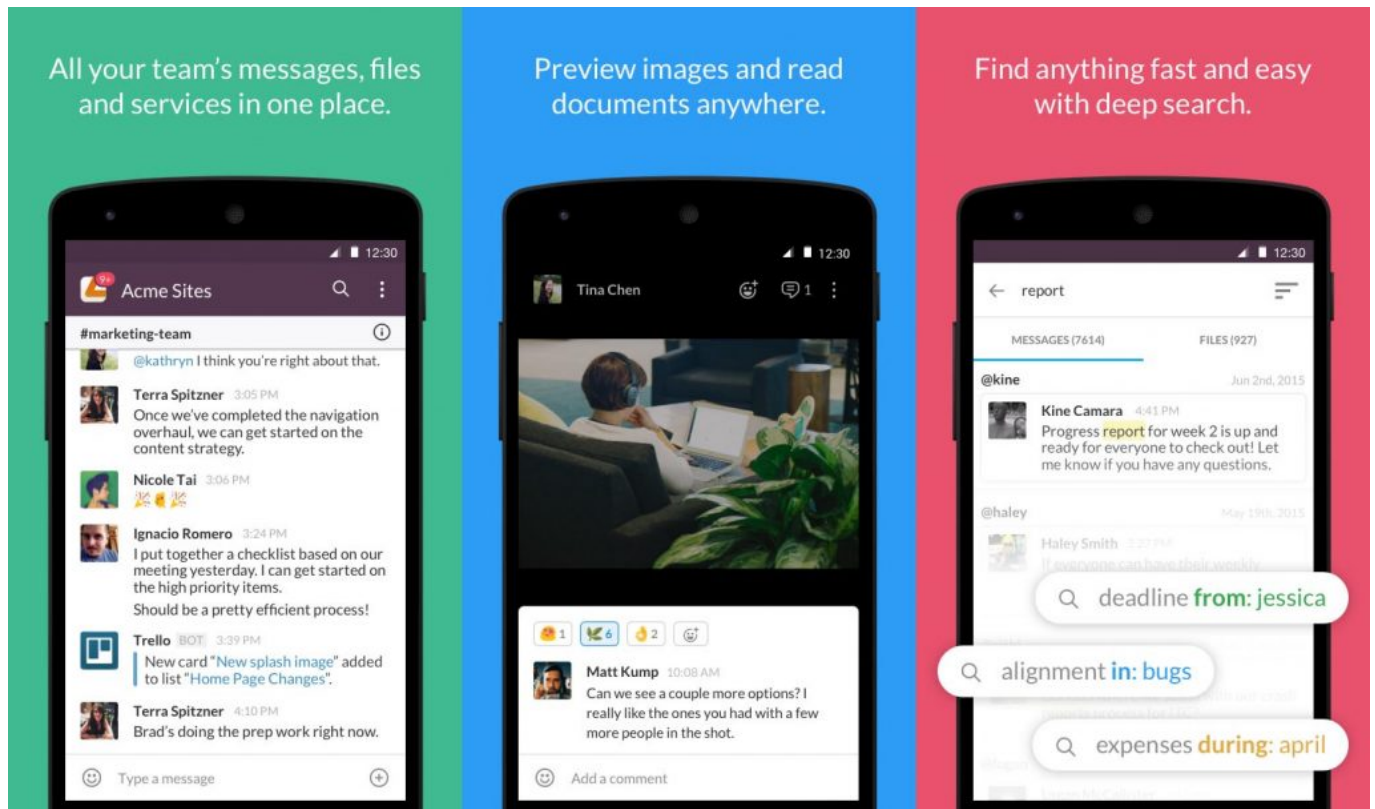 All your team's messages, files
and services in one place.
12:30
9+
Acme Sites
#marketing-team
@kathryn I think you're right about that.
Terra Spitzner 3:05 PM
Once we've completed the navigation
overhaul, we can get started on the
content strategy.
Nicole Tai 3:06 PM
Ignacio Romero 3:24 PM
I put together a checklist based on our
meeting yesterday. I can get started on
the high priority items.
Should be a pretty efficient process!
Trello BOT 3:39 PM
New card "New splash image" added
to list "Home Page Changes".
Terra Spitzner 4:10 PM
Brad's doing the prep work right now.
Type a message
Preview images and read
documents anywhere.
12:30
Tina Chen
1
1 6 2
Matt Kump 10:08 AM
Can we see a couple more options? I
really like the ones you had with a few
more people in the shot.
Add a comment
Find anything fast and easy
with deep search.
12:30
report
MESSAGES (7614) FILES (927)
@kine Jun 2nd, 2015
Kine Camara 4:41 PM
Progress report for week 2 is up and
ready for everyone to check out! Let
me know if you have any questions.
@haley May 19th, 2015
Haley Smith
If everyone can have their weekly
deadline from: jessica
alignment in: bugs
expenses during: april